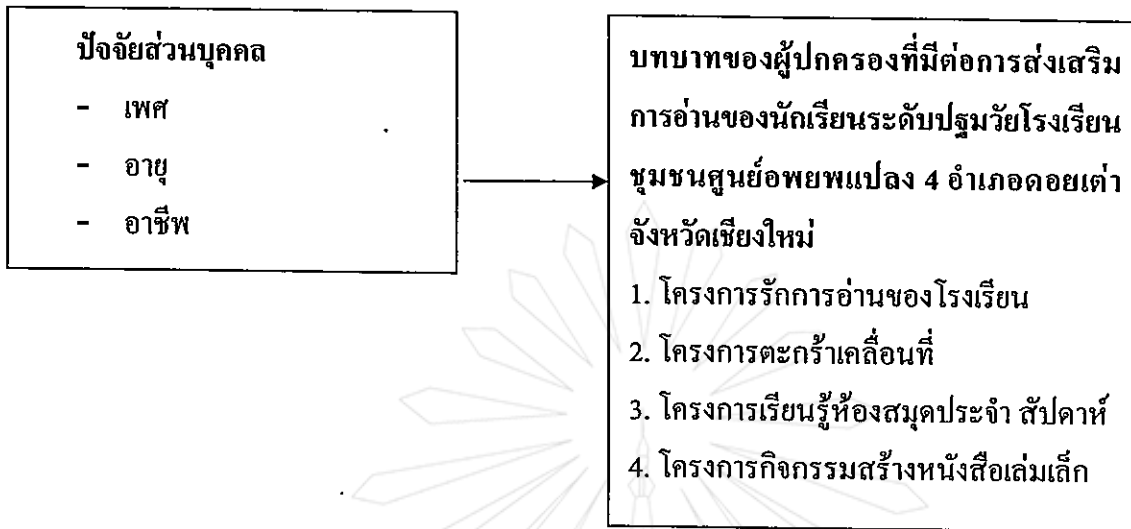 ปัจจัยส่วนบุคคล
- เพศ
- อายุ
- อาชีพ
บทบาทของผู้ปกครองที่มีต่อการส่งเสริม
การอ่านของนักเรียนระดับปฐมวัยโรงเรียน
ชุมชนศูนย์อพยพแปลง 4 อำเภอดอยเต่า
จังหวัดเชียงใหม่
1. โครงการรักการอ่านของโรงเรียน
2. โครงการตะกร้าเคลื่อนที่
3. โครงการเรียนรู้ห้องสมุดประจำ สัปดาห์
4. โครงการกิจกรรมสร้างหนังสือเล่มเล็ก